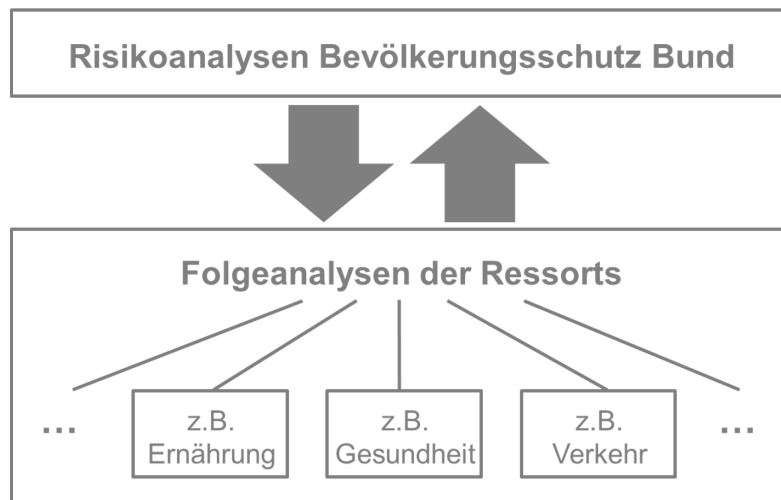 Risikoanalysen Bevölkerungsschutz Bund
Folgeanalysen der Ressorts
...
z.B.
Ernährung
z.B.
Gesundheit
z.B.
Verkehr
...